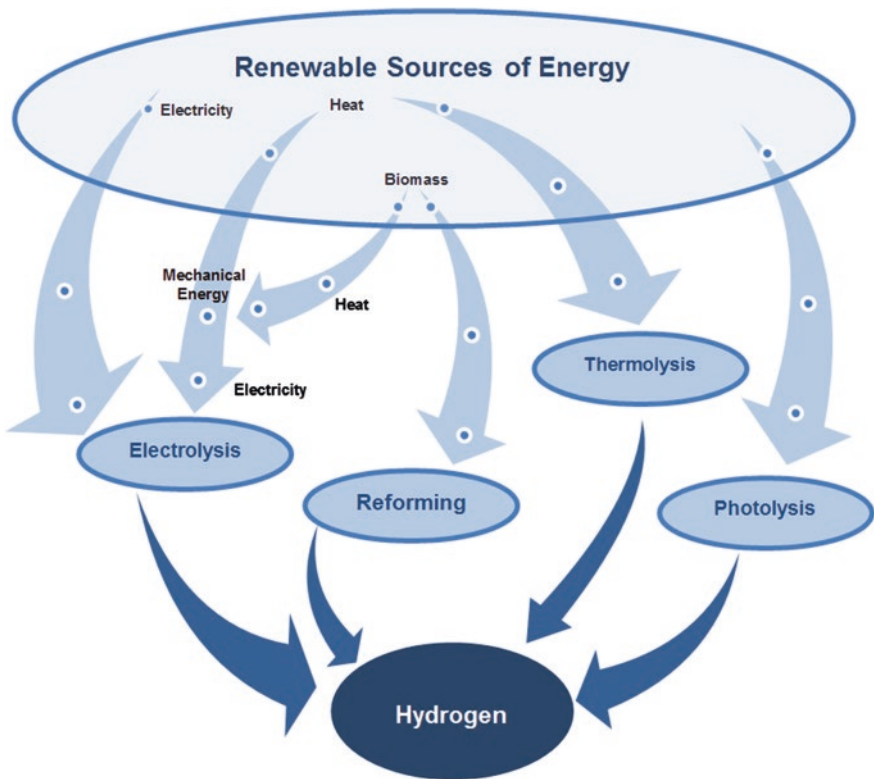 Renewable Sources of Energy
Electricity
Heat
Biomass
Mechanical
Energy
Heat
Electricity
Thermolysis
Electrolysis
Reforming
Photolysis
Hydrogen